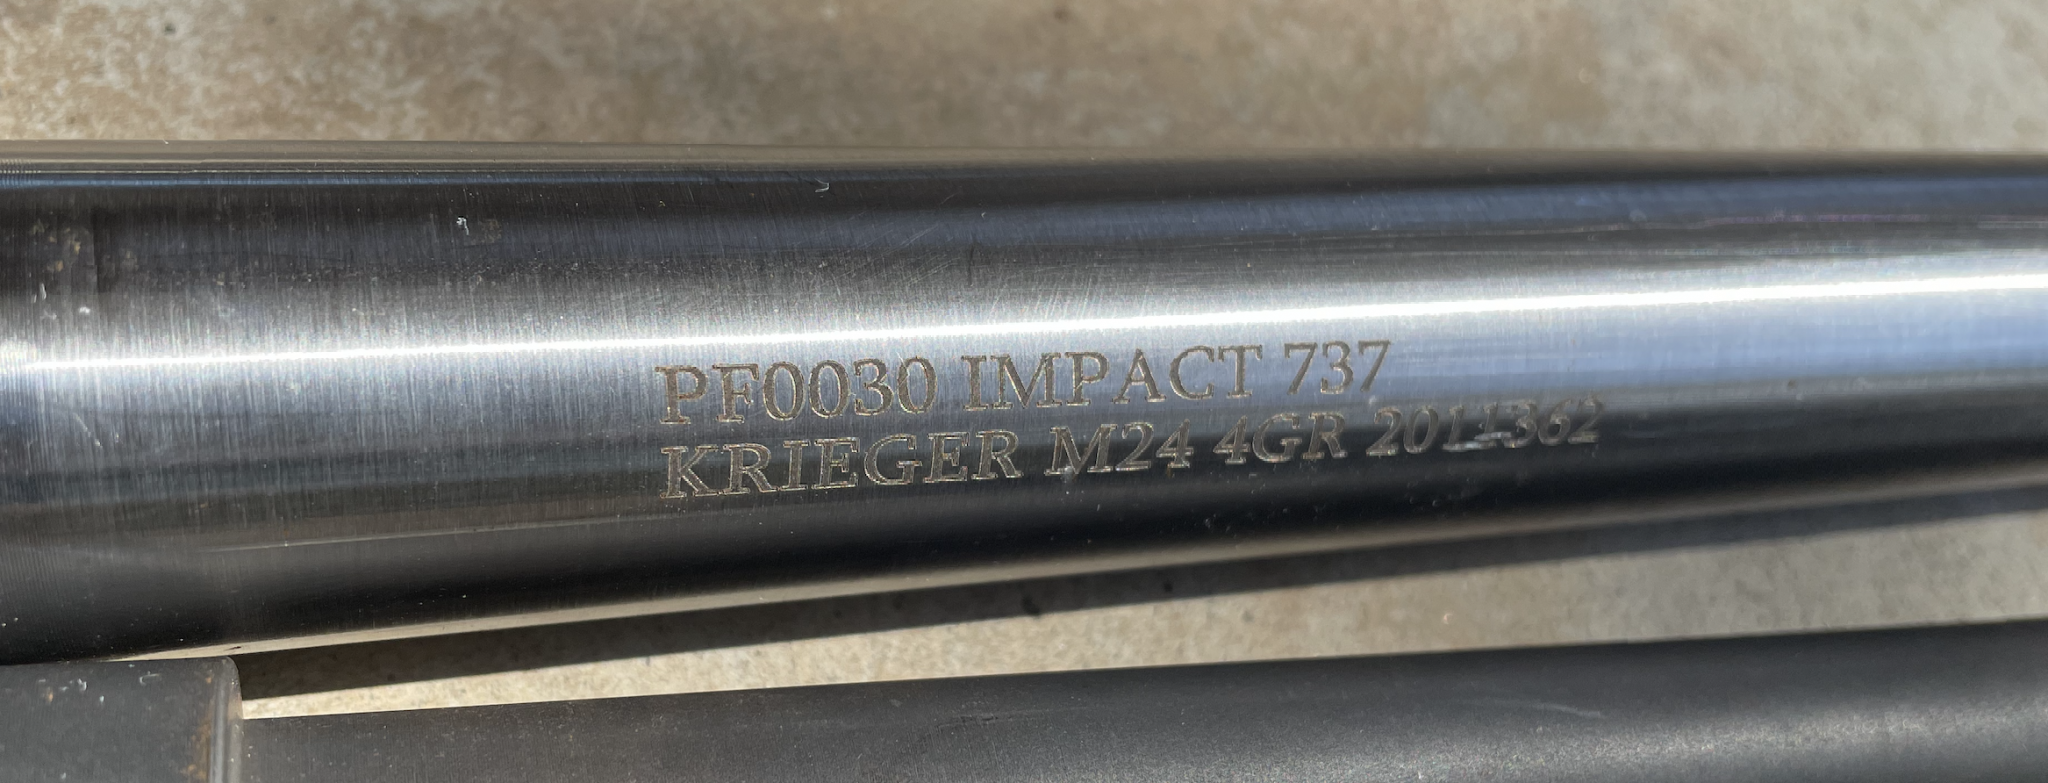 PF0030 IMPACT 737
KRIEGER M24 4GR 2011362